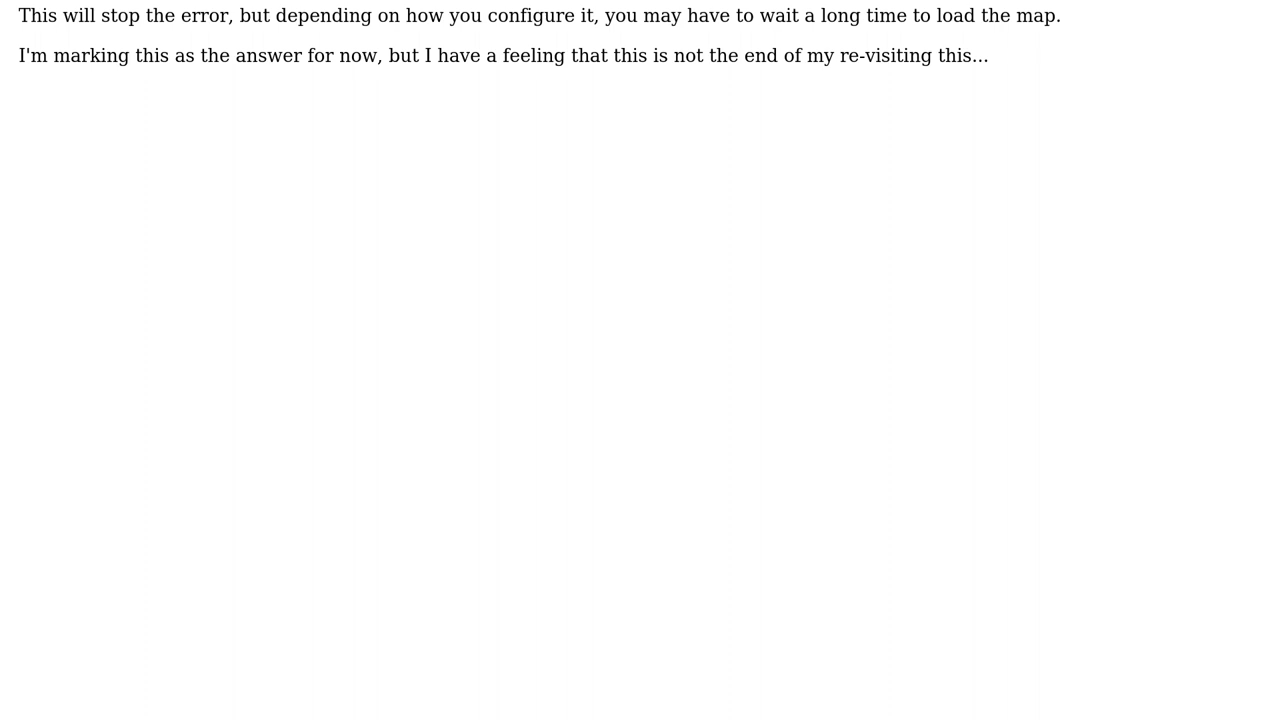 This will stop the error, but depending on how you configure it, you may have to wait a long time to load the map.
I'm marking this as the answer for now, but I have a feeling that this is not the end of my re-visiting this...